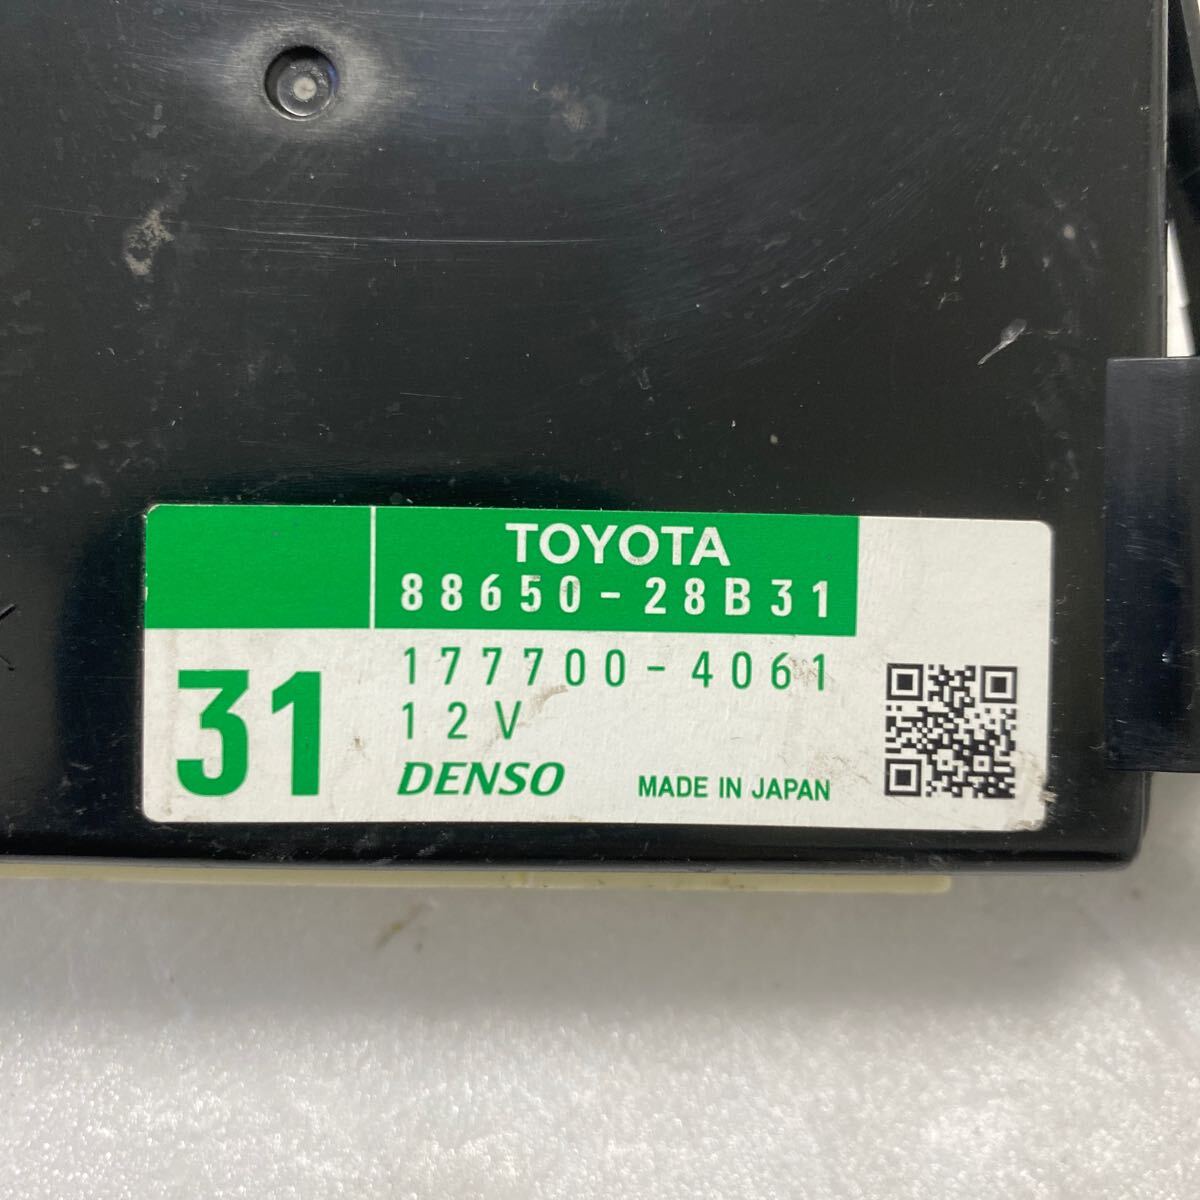 TOYOTA
88650-28B31
31
177700-4061
12V
DENSO
MADE IN JAPAN